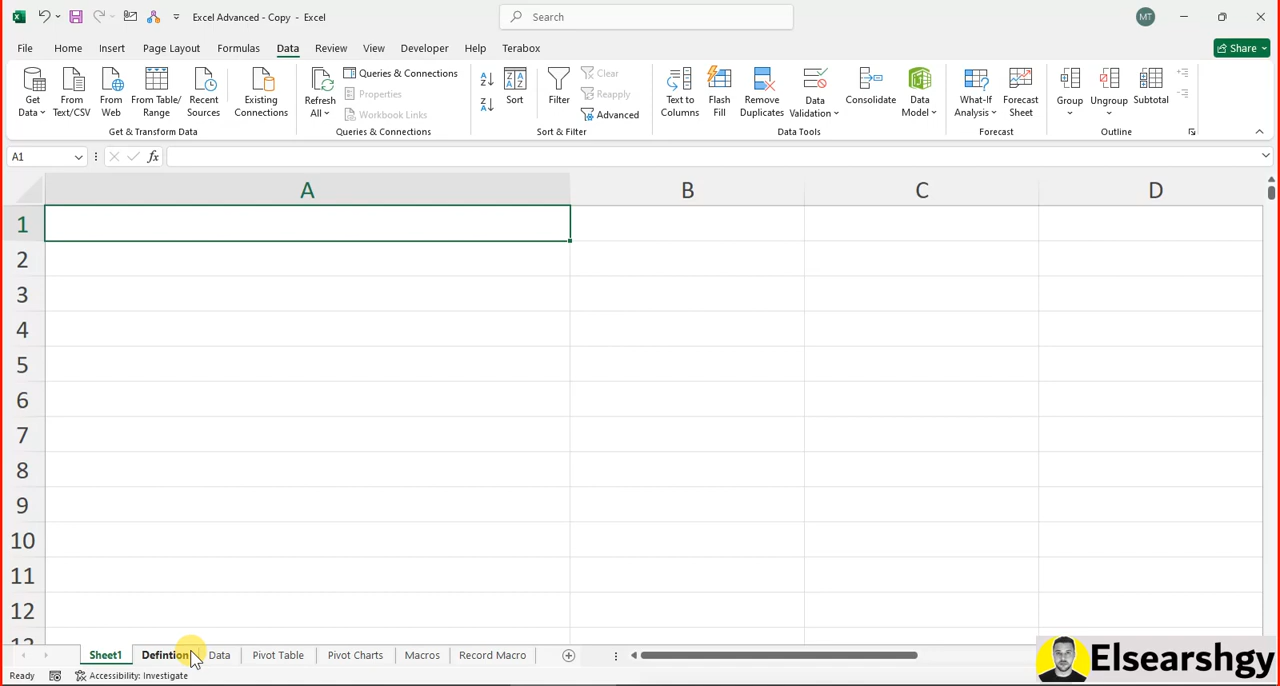 Excel Advanced - Copy - Excel
Search
MT
File Home Insert Page Layout Formulas Data Review View Developer Help Terabox
Share
Get Data
From Text/CSV
From Web
From Table/ Range
Recent Sources
Existing Connections
Get & Transform Data
Refresh All
Queries & Connections
Properties
Workbook Links
Queries & Connections
Sort
Filter
Clear
Reapply
Advanced
Sort & Filter
Text to Columns
Flash Fill
Remove Duplicates
Data Validation
Consolidate
Data Model
Data Tools
What-If Analysis
Forecast Sheet
Forecast
Group
Ungroup
Subtotal
Outline
A1
fx
A B C D
1
2
3
4
5
6
7
8
9
10
11
12
13
Sheet1 Defintion Data Pivot Table Pivot Charts Macros Record Macro
Ready
Accessibility: Investigate
Elsearshgy